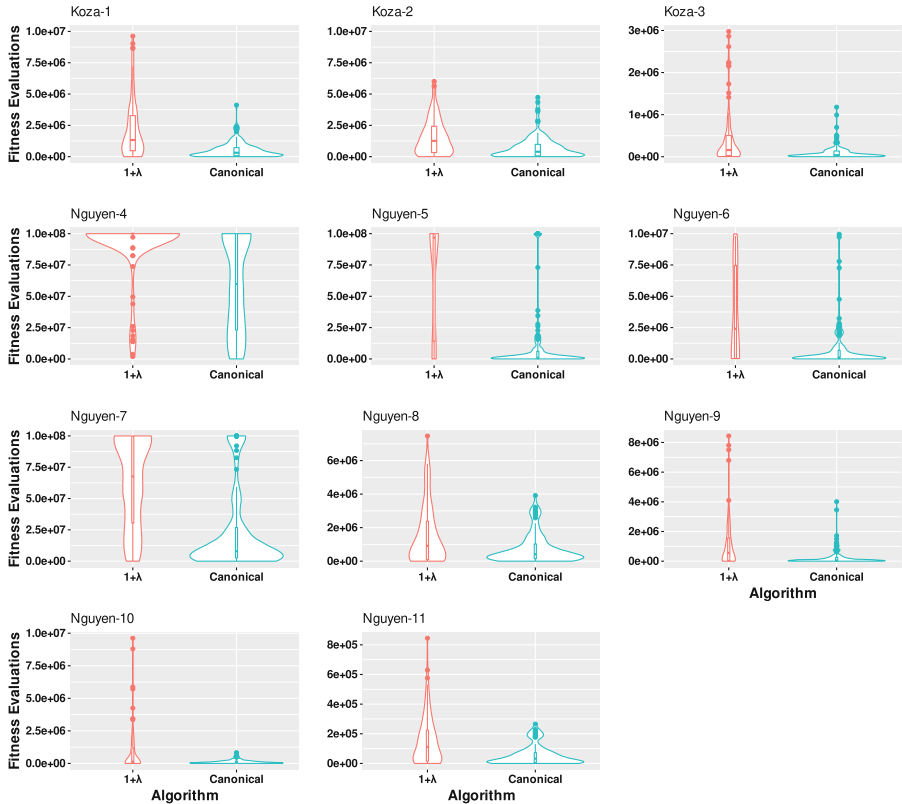 Koza-1 Koza-2 Koza-3
Fitness Evaluations
1.0e+07
7.5e+06
5.0e+06
2.5e+06
0.0e+00
1+λ Canonical
1.0e+07
7.5e+06
5.0e+06
2.5e+06
0.0e+00
1+λ Canonical
3e+06
2e+06
1e+06
0e+00
1+λ Canonical
Nguyen-4 Nguyen-5 Nguyen-6
Fitness Evaluations
1.0e+08
7.5e+07
5.0e+07
2.5e+07
0.0e+00
1+λ Canonical
1.0e+08
7.5e+07
5.0e+07
2.5e+07
0.0e+00
1+λ Canonical
1.0e+07
7.5e+06
5.0e+06
2.5e+06
0.0e+00
1+λ Canonical
Nguyen-7 Nguyen-8 Nguyen-9
Fitness Evaluations
1.0e+08
7.5e+07
5.0e+07
2.5e+07
0.0e+00
1+λ Canonical
6e+06
4e+06
2e+06
0e+00
1+λ Canonical
8e+06
6e+06
4e+06
2e+06
0e+00
1+λ Canonical
Algorithm
Nguyen-10 Nguyen-11
Fitness Evaluations
1.0e+07
7.5e+06
5.0e+06
2.5e+06
0.0e+00
1+λ Canonical
Algorithm
8e+05
6e+05
4e+05
2e+05
0e+00
1+λ Canonical
Algorithm